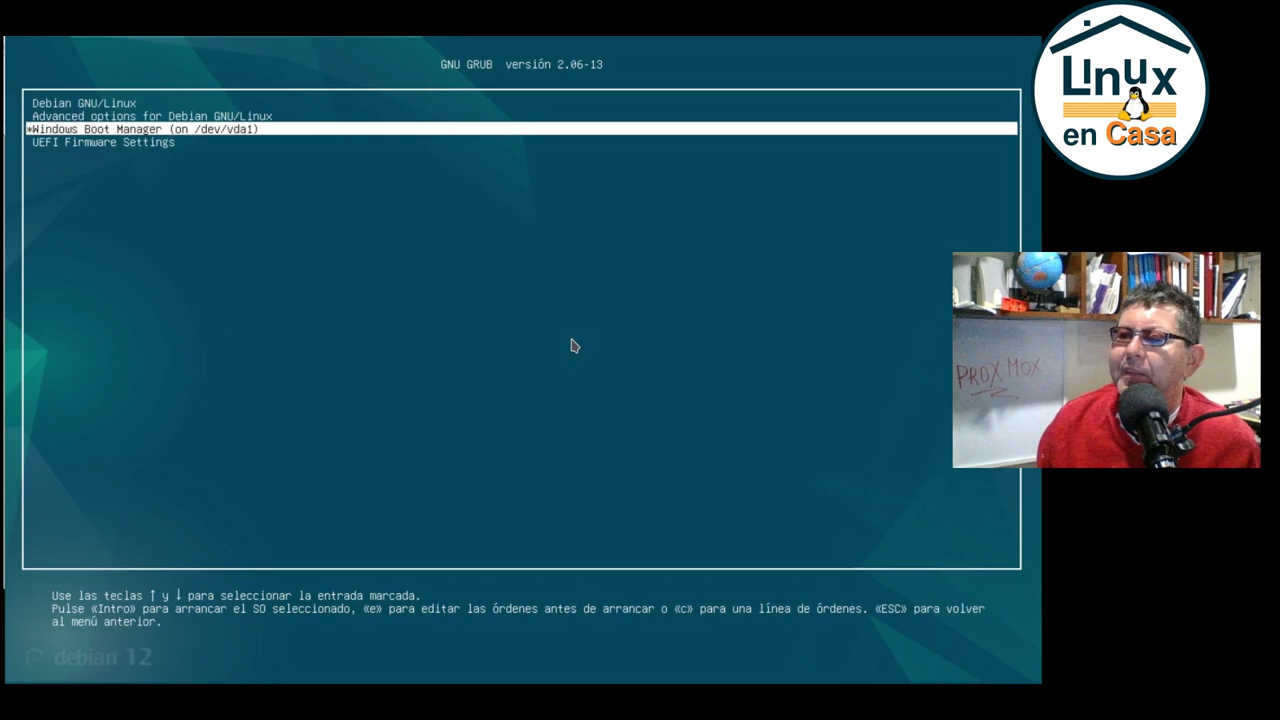 GNU GRUB versión 2.06-13
Debian GNU/Linux
Advanced options for Debian GNU/Linux
*Windows Boot Manager (on /dev/vda1)
UEFI Firmware Settings
Use las teclas ↑ y ↓ para seleccionar la entrada marcada.
Pulse «Intro» para arrancar el SO seleccionado, «e» para editar las órdenes antes de arrancar o «c» para una línea de órdenes. «ESC» para volver
al menú anterior.
debian 12
Linux
en Casa
PROXMOX